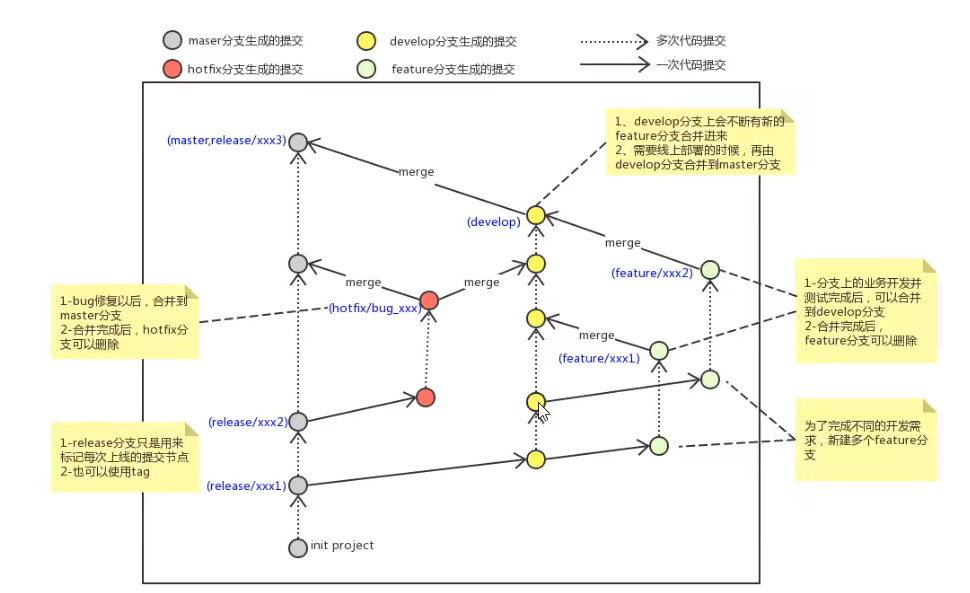 maser分支生成的提交
develop分支生成的提交
多次代码提交
hotfix分支生成的提交
feature分支生成的提交
一次代码提交
1、develop分支上会不断有新的
feature分支合并进来
2、需要线上部署的时候，再由
develop分支合并到master分支
(master,release/xxx3)
merge
(develop)
merge
(feature/xxx2)
1-分支上的业务开发并
测试完成后，可以合并
到develop分支
2-合并完成后，
feature分支可以删除
merge
merge
1-bug修复以后，合并到
master分支
2-合并完成后，hotfix分
支可以删除
(hotfix/bug_xxx)
merge
(feature/xxx1)
(release/xxx2)
为了完成不同的开发需
求，新建多个feature分
支
1-release分支只是用来
标记每次上线的提交节点
2-也可以使用tag
(release/xxx1)
init project